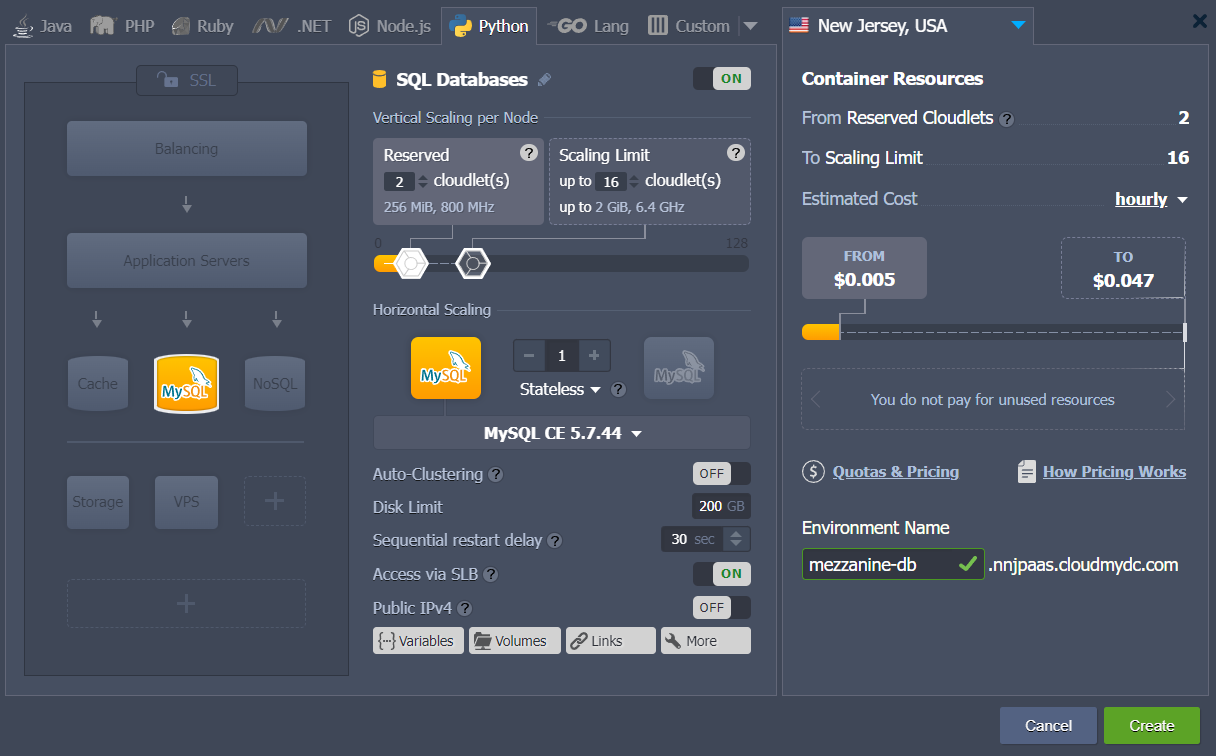 Java PHP Ruby .NET Node.js Python GO Lang Custom
New Jersey, USA
SSL
Balancing
Application Servers
Cache MySQL NoSQL
Storage VPS +
+
SQL Databases ON
Vertical Scaling per Node
Reserved ?
2 cloudlet(s)
256 MiB, 800 MHz
Scaling Limit ?
up to 16 cloudlet(s)
up to 2 GiB, 6.4 GHz
0 128
Horizontal Scaling
MySQL − 1 + MySQL
Stateless ?
MySQL CE 5.7.44
Auto-Clustering ? OFF
Disk Limit 200 GB
Sequential restart delay ? 30 sec
Access via SLB ? ON
Public IPv4 ? OFF
Variables Volumes Links More
Container Resources
From Reserved Cloudlets ? 2
To Scaling Limit 16
Estimated Cost hourly
FROM
$0.005
TO
$0.047
You do not pay for unused resources
$ Quotas & Pricing How Pricing Works
Environment Name
mezzanine-db .nnjpaas.cloudmydc.com
Cancel Create